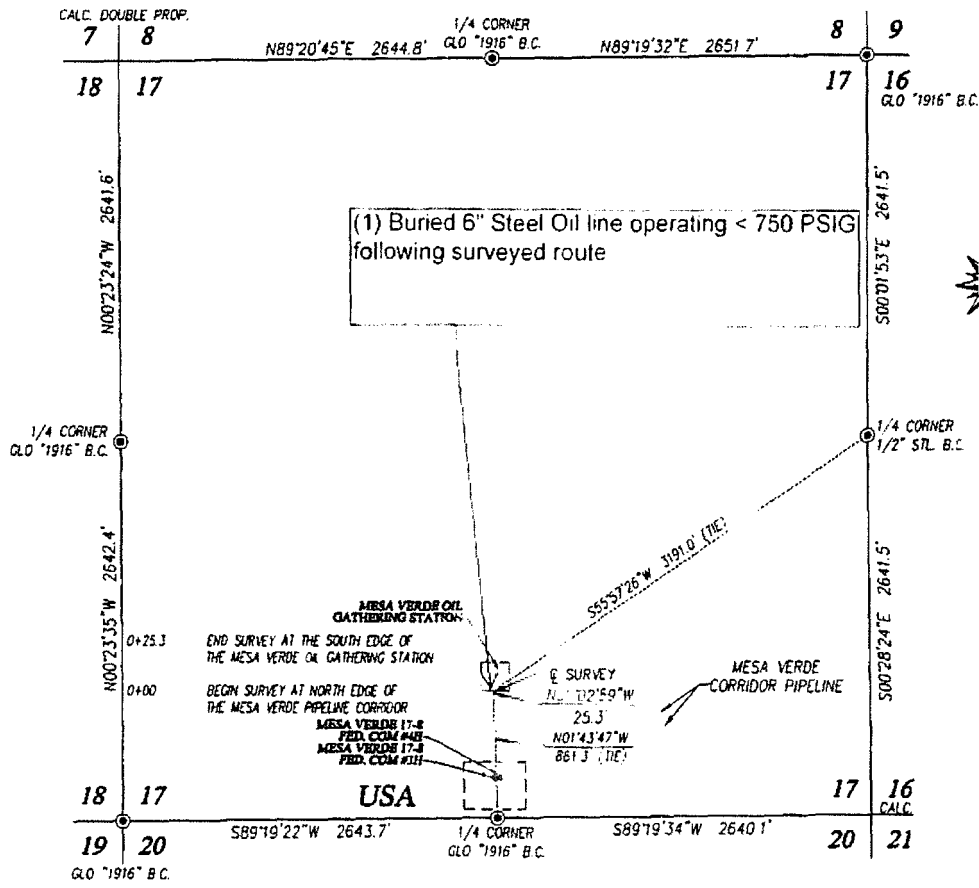 CALC. DOUBLE PROP.
7 8
1/4 CORNER
GLO "1916" B.C.
8 9
N89°20'45"E 2644.8'
N89°19'32"E 2651.7'
18 17
17 16
GLO "1916" B.C.
N00°23'24"W 2641.6'
S00°01'53"E 2641.5'
(1) Buried 6" Steel Oil line operating < 750 PSIG
following surveyed route
1/4 CORNER
GLO "1916" B.C.
1/4 CORNER
1/2" STL. B.C.
N00°23'35"W 2642.4'
S55°57'26"W 3191.0' (TIE)
S00°28'24"E 2641.5'
MESA VERDE OIL
GATHERING STATION
0+25.3 END SURVEY AT THE SOUTH EDGE OF
THE MESA VERDE OIL GATHERING STATION
0+00 BEGIN SURVEY AT NORTH EDGE OF
THE MESA VERDE PIPELINE CORRIDOR
℄ SURVEY
02'59"W
25.3'
N01°43'47"W
861.3 (TIE)
MESA VERDE
CORRIDOR PIPELINE
MESA VERDE 17-8
FED. COM #4H
MESA VERDE 17-8
FED. COM #3H
USA
18 17
17 16
CALC.
S89°19'22"W 2643.7'
1/4 CORNER
GLO "1916" B.C.
S89°19'34"W 2640.1'
19 20
20 21
GLO "1916" B.C.